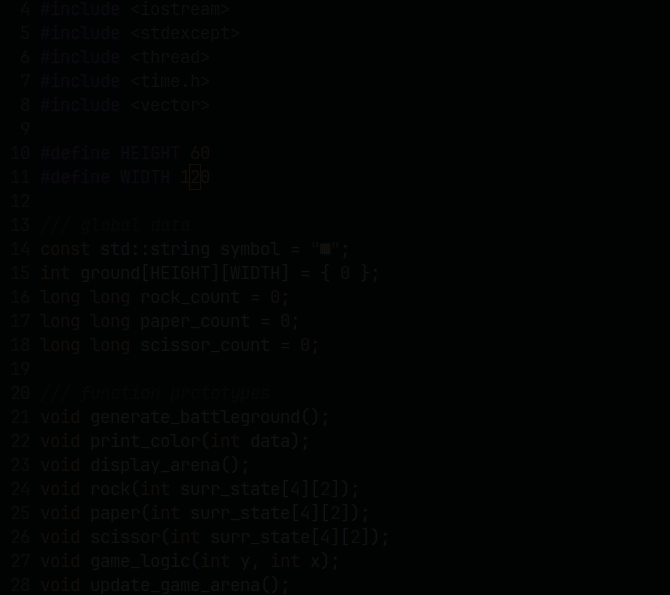 4 #include <iostream>
5 #include <stdexcept>
6 #include <thread>
7 #include <time.h>
8 #include <vector>
9
10 #define HEIGHT 60
11 #define WIDTH 120
12
13 /// global data
14 const std::string symbol = "■";
15 int ground[HEIGHT][WIDTH] = { 0 };
16 long long rock_count = 0;
17 long long paper_count = 0;
18 long long scissor_count = 0;
19
20 /// function prototypes
21 void generate_battleground();
22 void print_color(int data);
23 void display_arena();
24 void rock(int surr_state[4][2]);
25 void paper(int surr_state[4][2]);
26 void scissor(int surr_state[4][2]);
27 void game_logic(int y, int x);
28 void update_game_arena();